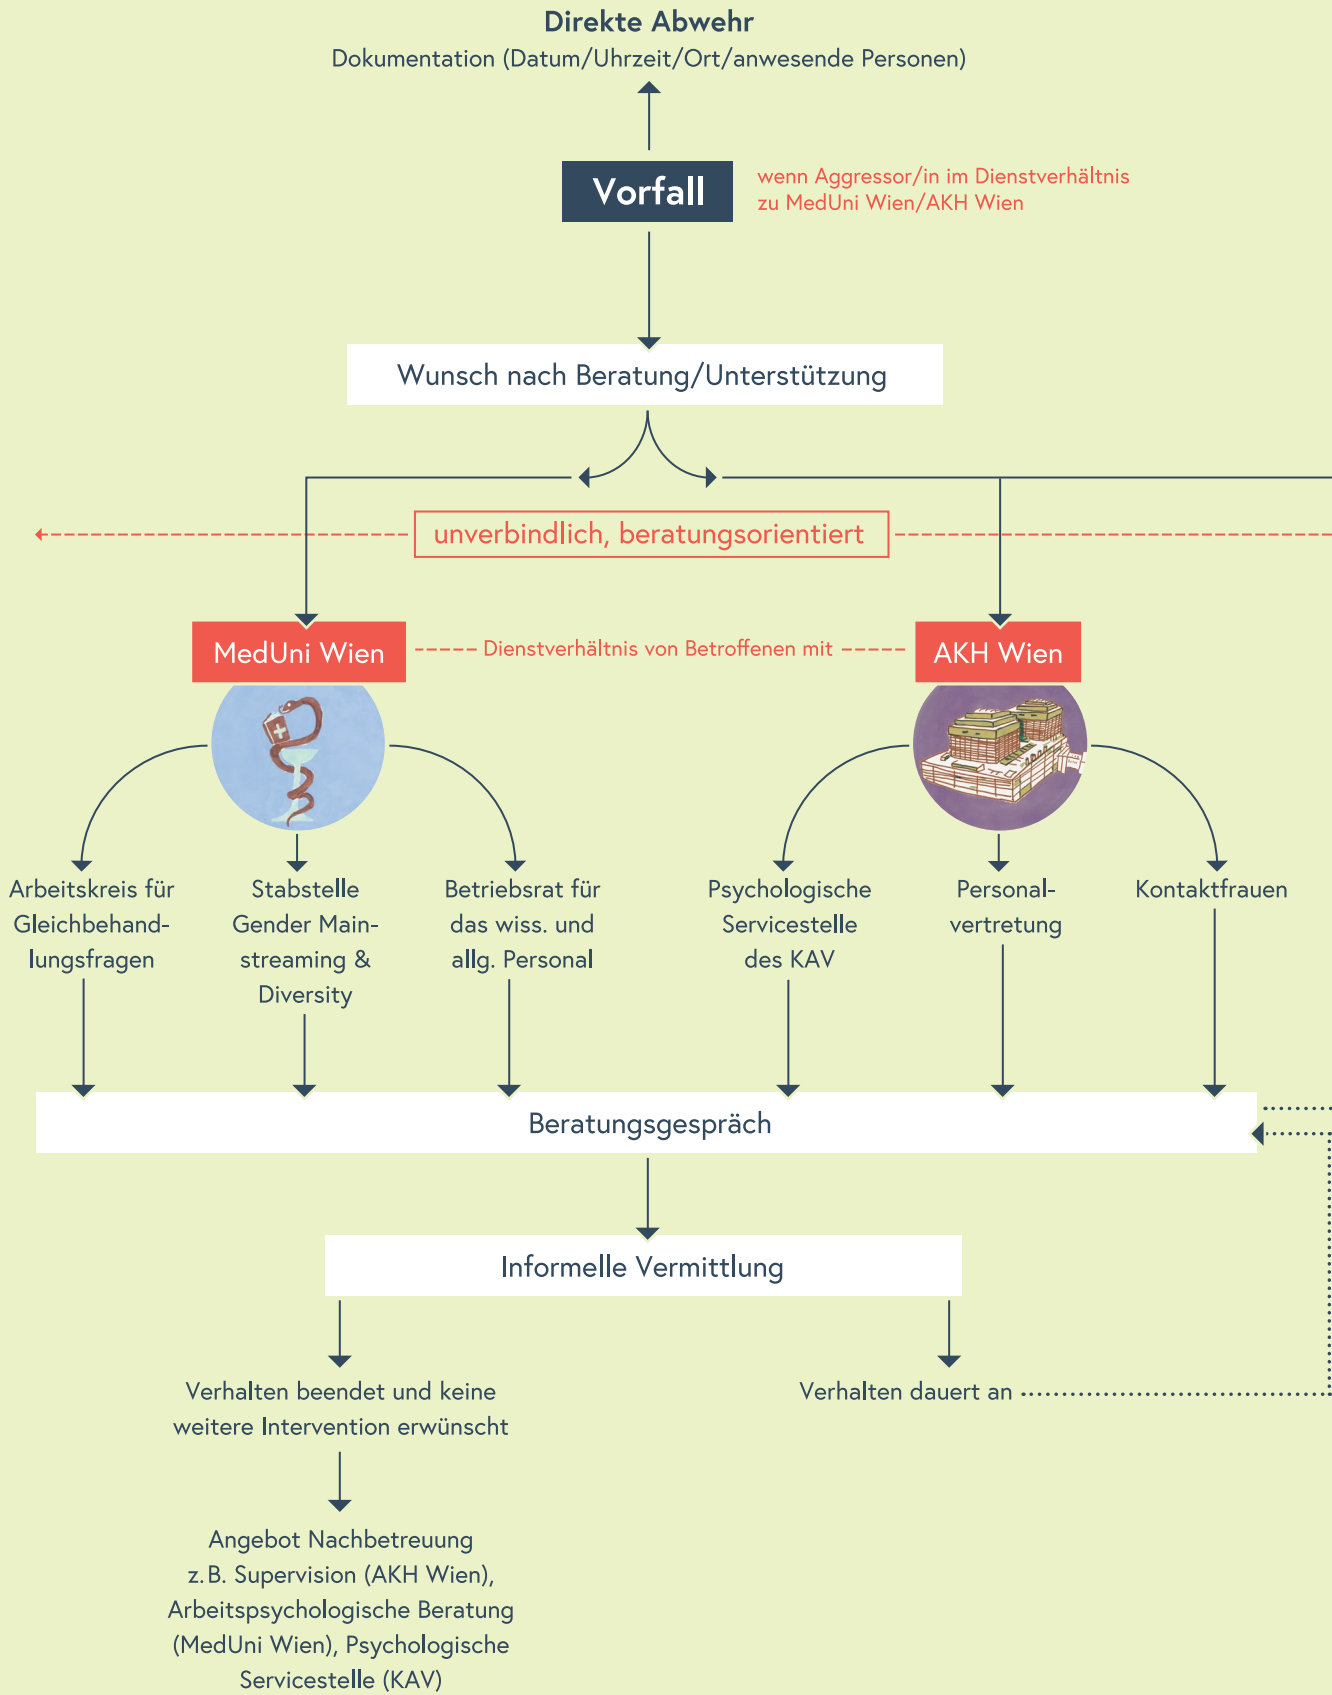 Direkte Abwehr
Dokumentation (Datum/Uhrzeit/Ort/anwesende Personen)
Vorfall
wenn Aggressor/in im Dienstverhältnis
zu MedUni Wien/AKH Wien
Wunsch nach Beratung/Unterstützung
unverbindlich, beratungsorientiert
MedUni Wien
Dienstverhältnis von Betroffenen mit
AKH Wien
Arbeitskreis für
Gleichbehand-
lungsfragen
Stabstelle
Gender Main-
streaming &
Diversity
Betriebsrat für
das wiss. und
allg. Personal
Psychologische
Servicestelle
des KAV
Personal-
vertretung
Kontaktfrauen
Beratungsgespräch
Informelle Vermittlung
Verhalten beendet und keine
weitere Intervention erwünscht
Verhalten dauert an
Angebot Nachbetreuung
z.B. Supervision (AKH Wien),
Arbeitspsychologische Beratung
(MedUni Wien), Psychologische
Servicestelle (KAV)